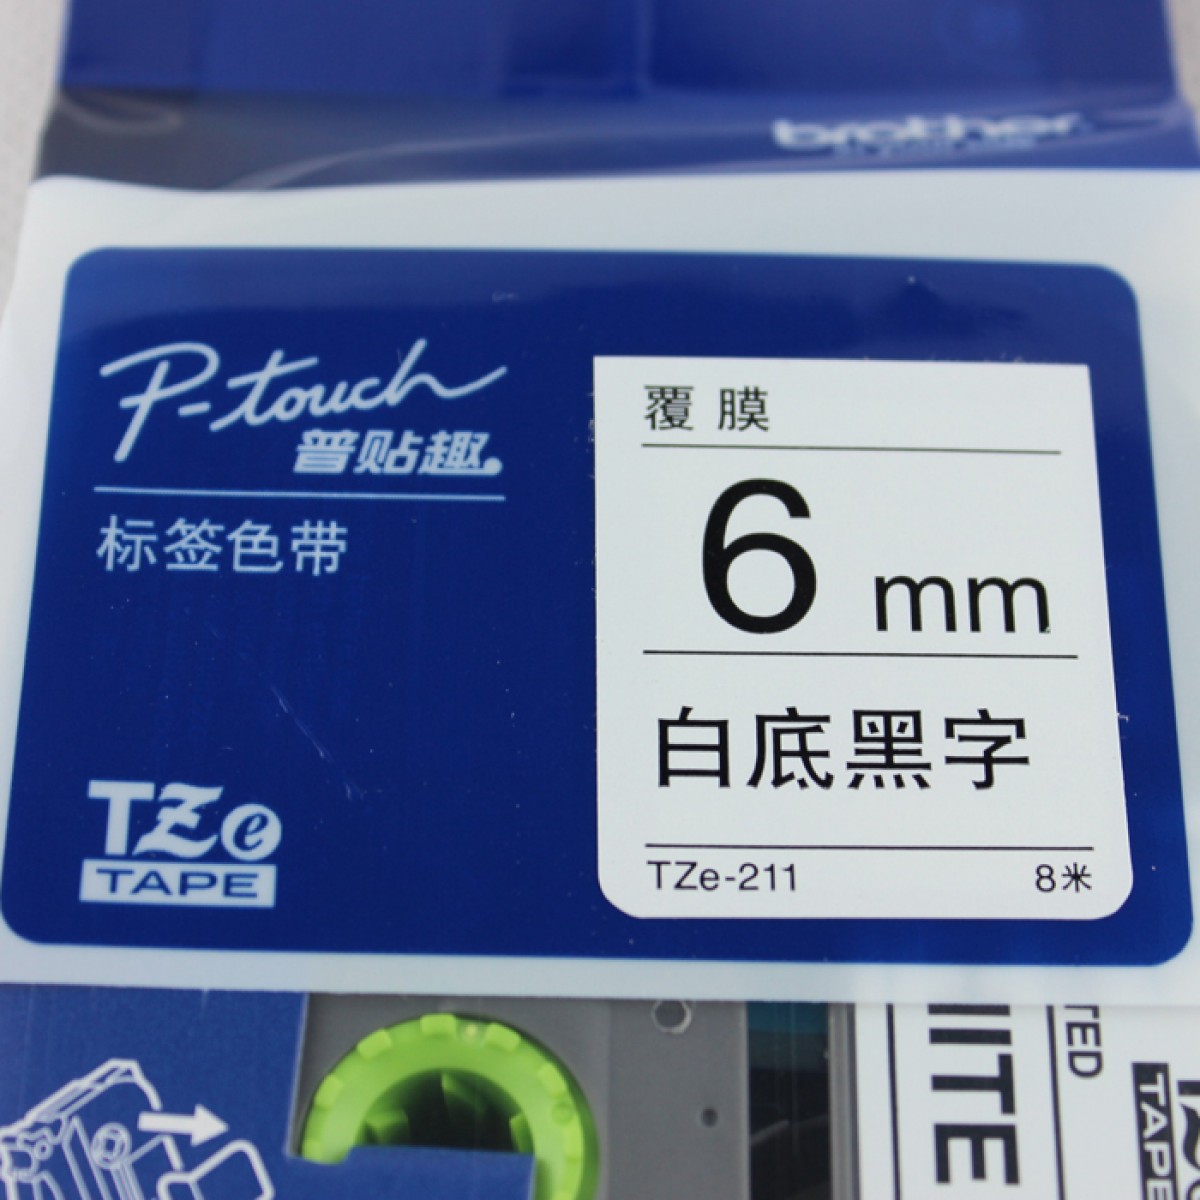 brother
P-touch
普贴趣
标签色带
TZe
TAPE
覆膜
6 mm
白底黑字
TZe-211 8米